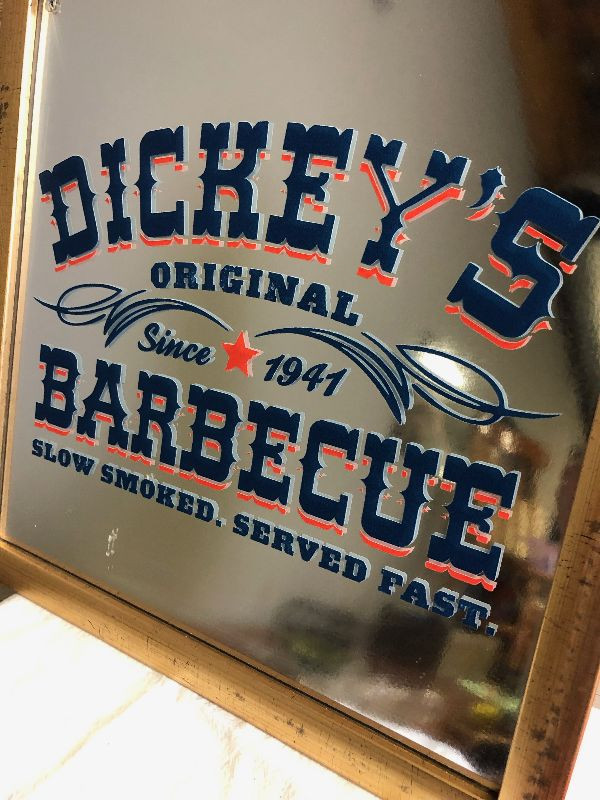 DICKEY'S
ORIGINAL
Since 1941
BARBECUE
SLOW SMOKED. SERVED FAST.